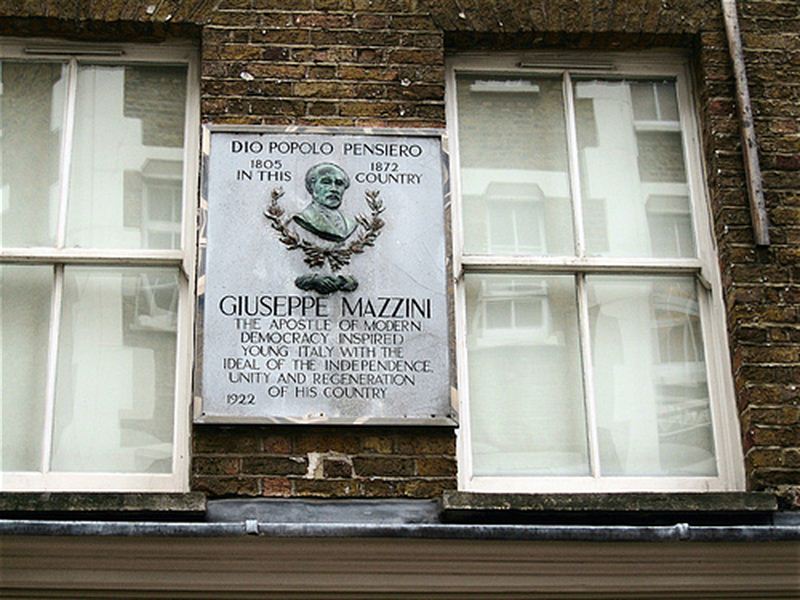 DIO POPOLO PENSIERO
1805 1872
IN THIS COUNTRY
GIUSEPPE MAZZINI
THE APOSTLE OF MODERN
DEMOCRACY INSPIRED
YOUNG ITALY WITH THE
IDEAL OF THE INDEPENDENCE,
UNITY AND REGENERATION
OF HIS COUNTRY
1922